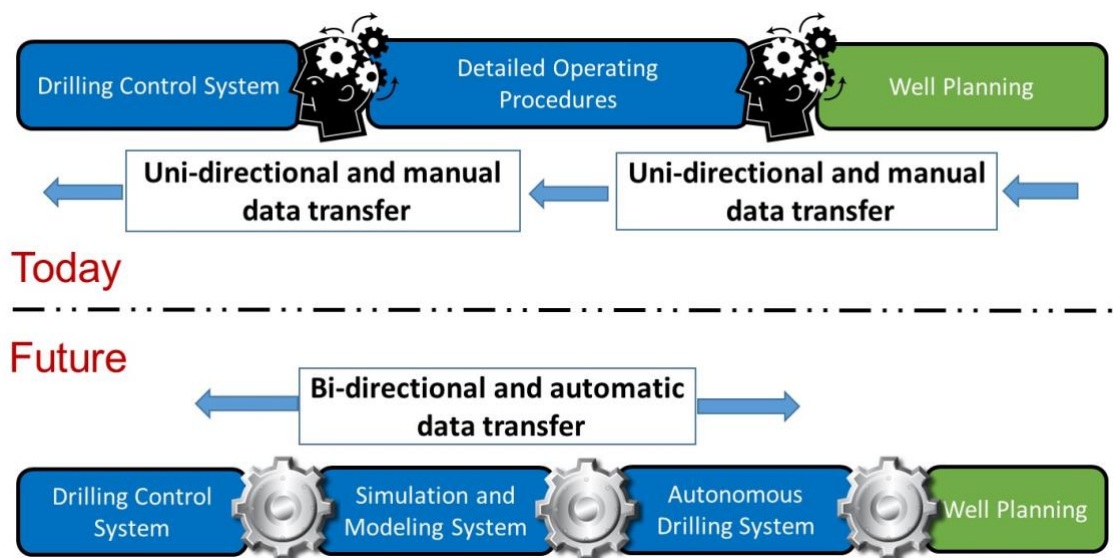 Drilling Control System
Detailed Operating
Procedures
Well Planning
Uni-directional and manual
data transfer
Uni-directional and manual
data transfer
Today
Future
Bi-directional and automatic
data transfer
Drilling Control
System
Simulation and
Modeling System
Autonomous
Drilling System
Well Planning